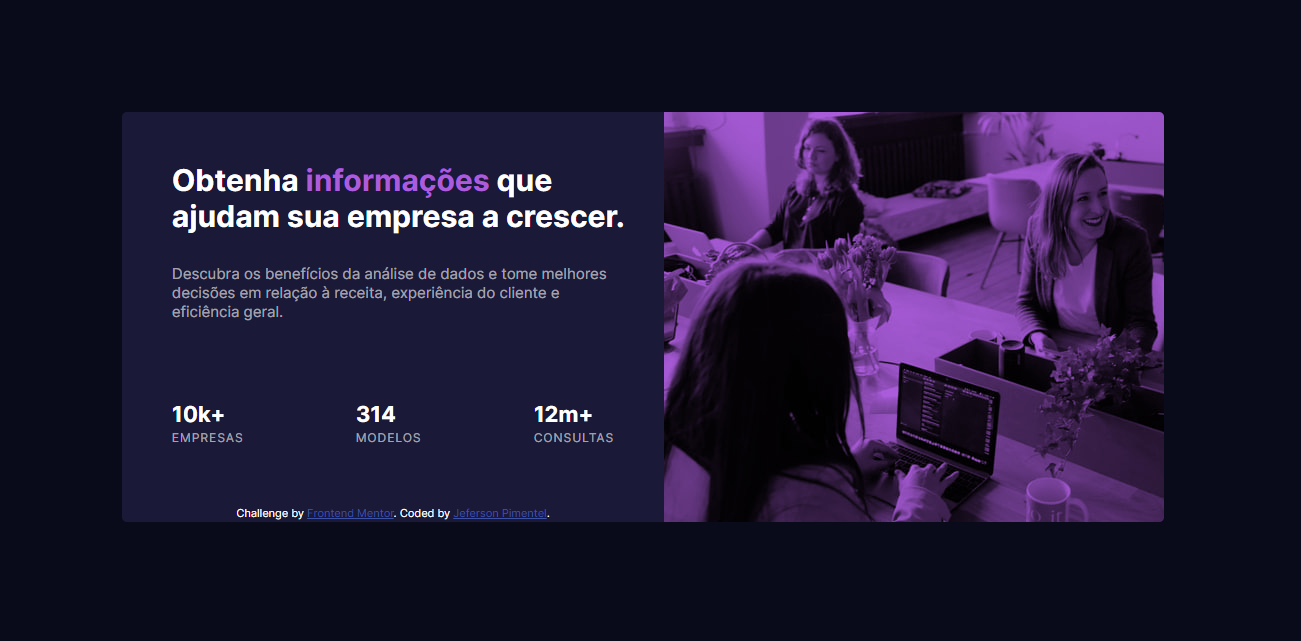 Obtenha informações que
ajudam sua empresa a crescer.
Descubra os benefícios da análise de dados e tome melhores
decisões em relação à receita, experiência do cliente e
eficiência geral.
10k+ 314 12m+
EMPRESAS MODELOS CONSULTAS
Challenge by Frontend Mentor. Coded by Jeferson Pimentel.